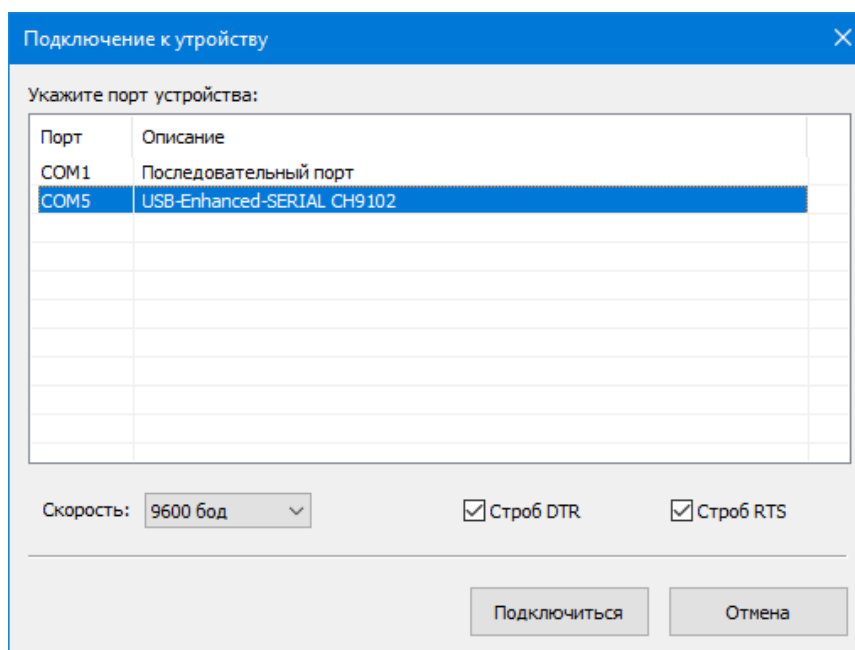 Подключение к утройству
Укажите порт устройства:
Порт Описание
COM1 Последовательный порт
COM5 USB-Enhanced-SERIAL CH9102
Скорость: 9600 бод Строб DTR Строб RTS
Подключиться Отмена